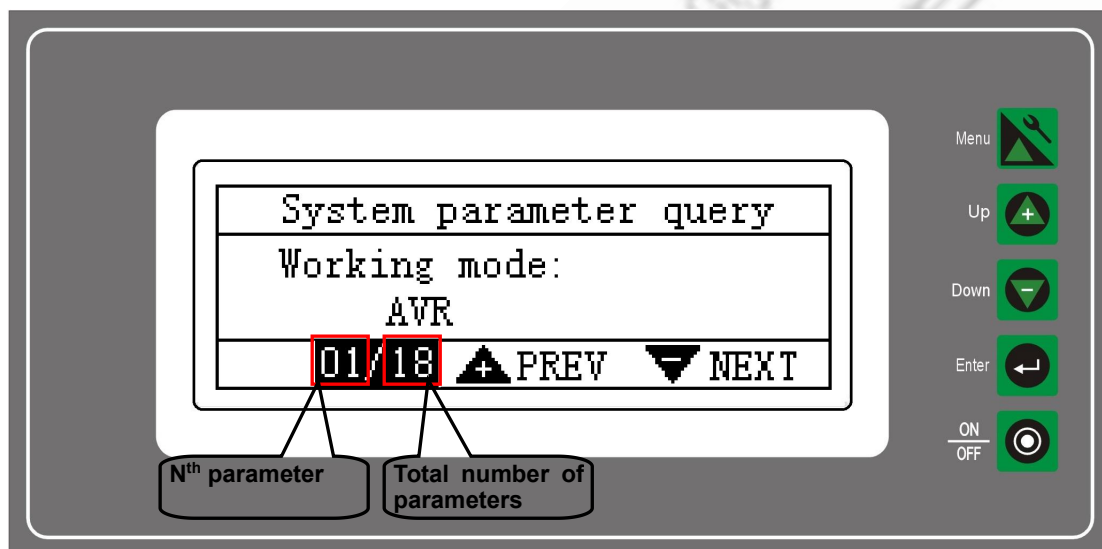 System parameter query
Working mode:
AVR
01/18 PREV NEXT
Nth parameter
Total number of
parameters
Menu
Up
Down
Enter
ON
OFF